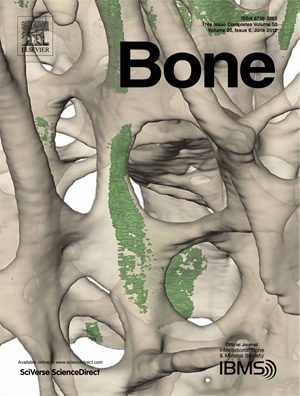 ELSEVIER
ISSN 8756-3282
This Issue Completes Volume 50
Volume 50, Issue 6, June 2012
Bone
Available online at www.sciencedirect.com
SciVerse ScienceDirect
Official Journal
International Bone
& Mineral Society
IBMS